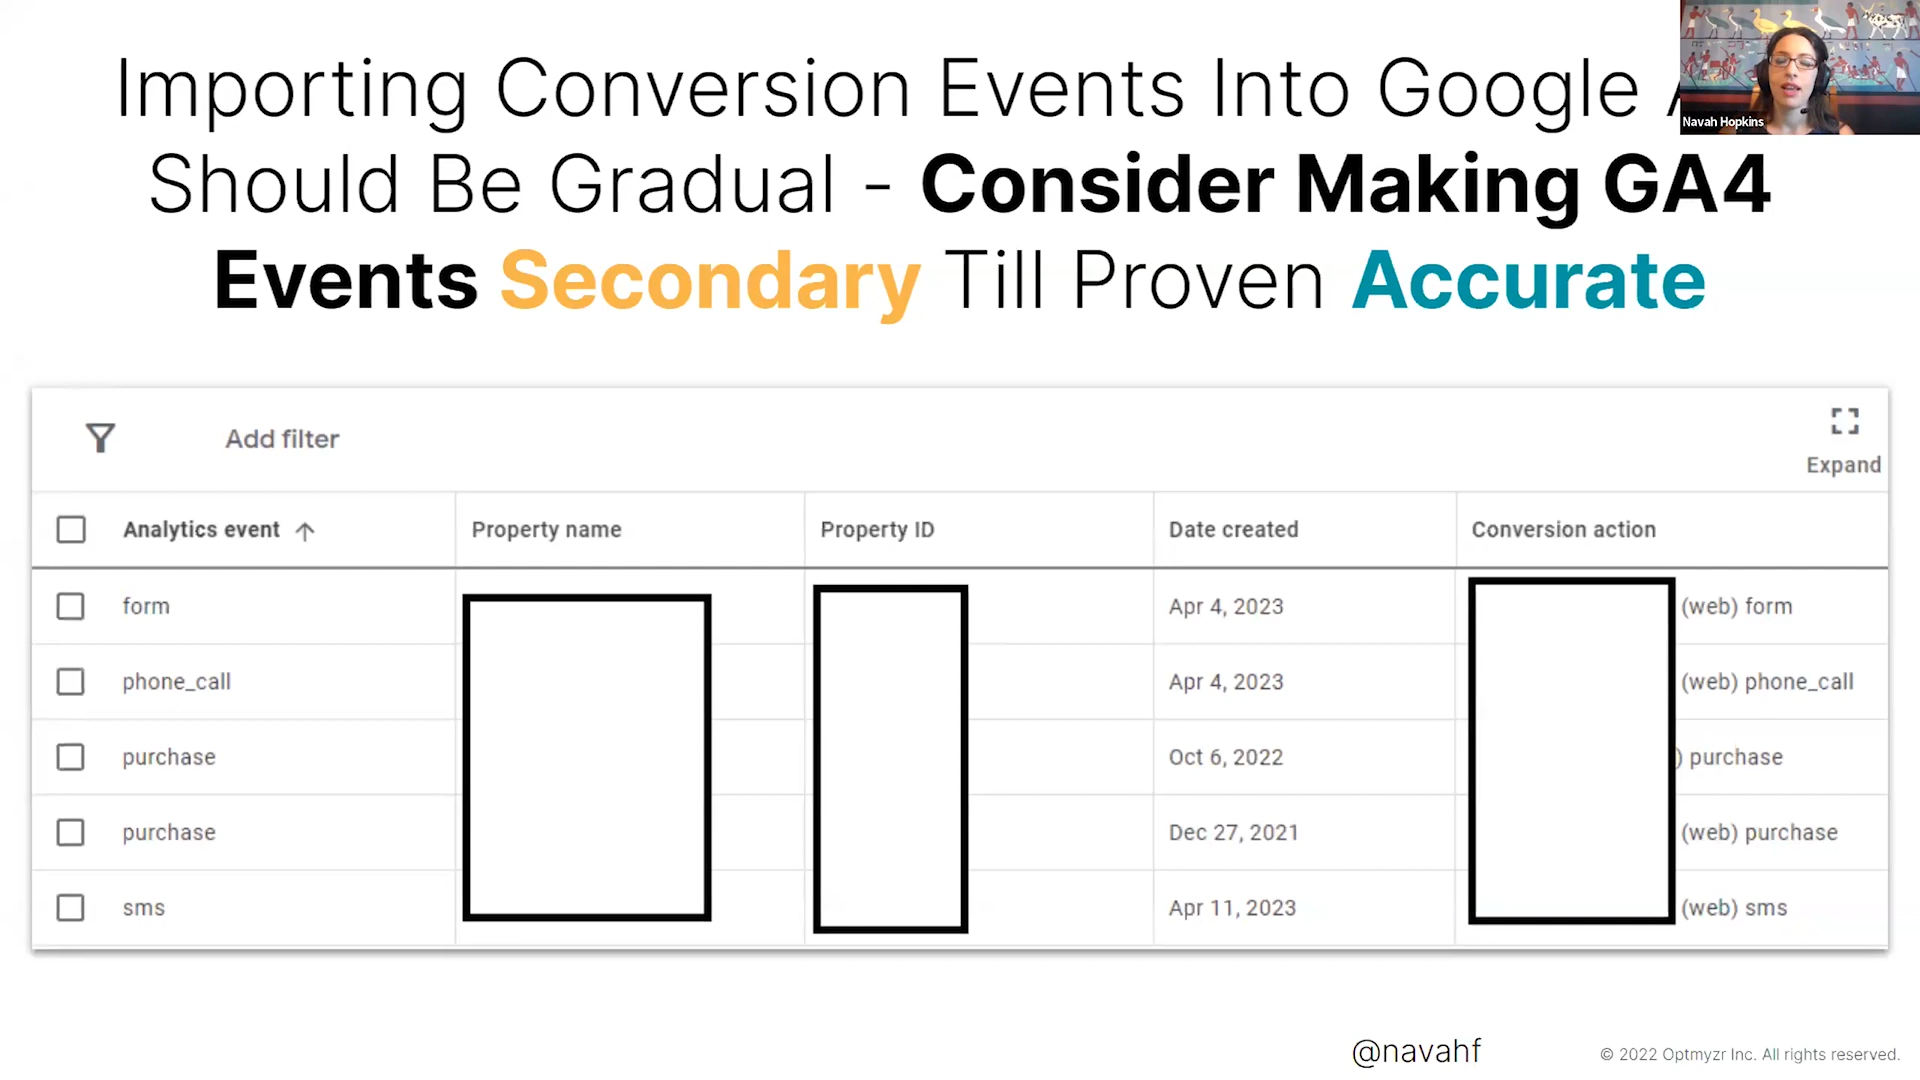 Importing Conversion Events Into Google
Navah Hopkins
Should Be Gradual - Consider Making GA4
Events Secondary Till Proven Accurate
Add filter
Expand
Analytics event Property name Property ID Date created Conversion action
form Apr 4, 2023 (web) form
phone_call Apr 4, 2023 (web) phone_call
purchase Oct 6, 2022 ) purchase
purchase Dec 27, 2021 (web) purchase
sms Apr 11, 2023 (web) sms
@navahf
© 2022 Optmyzr Inc. All rights reserved.